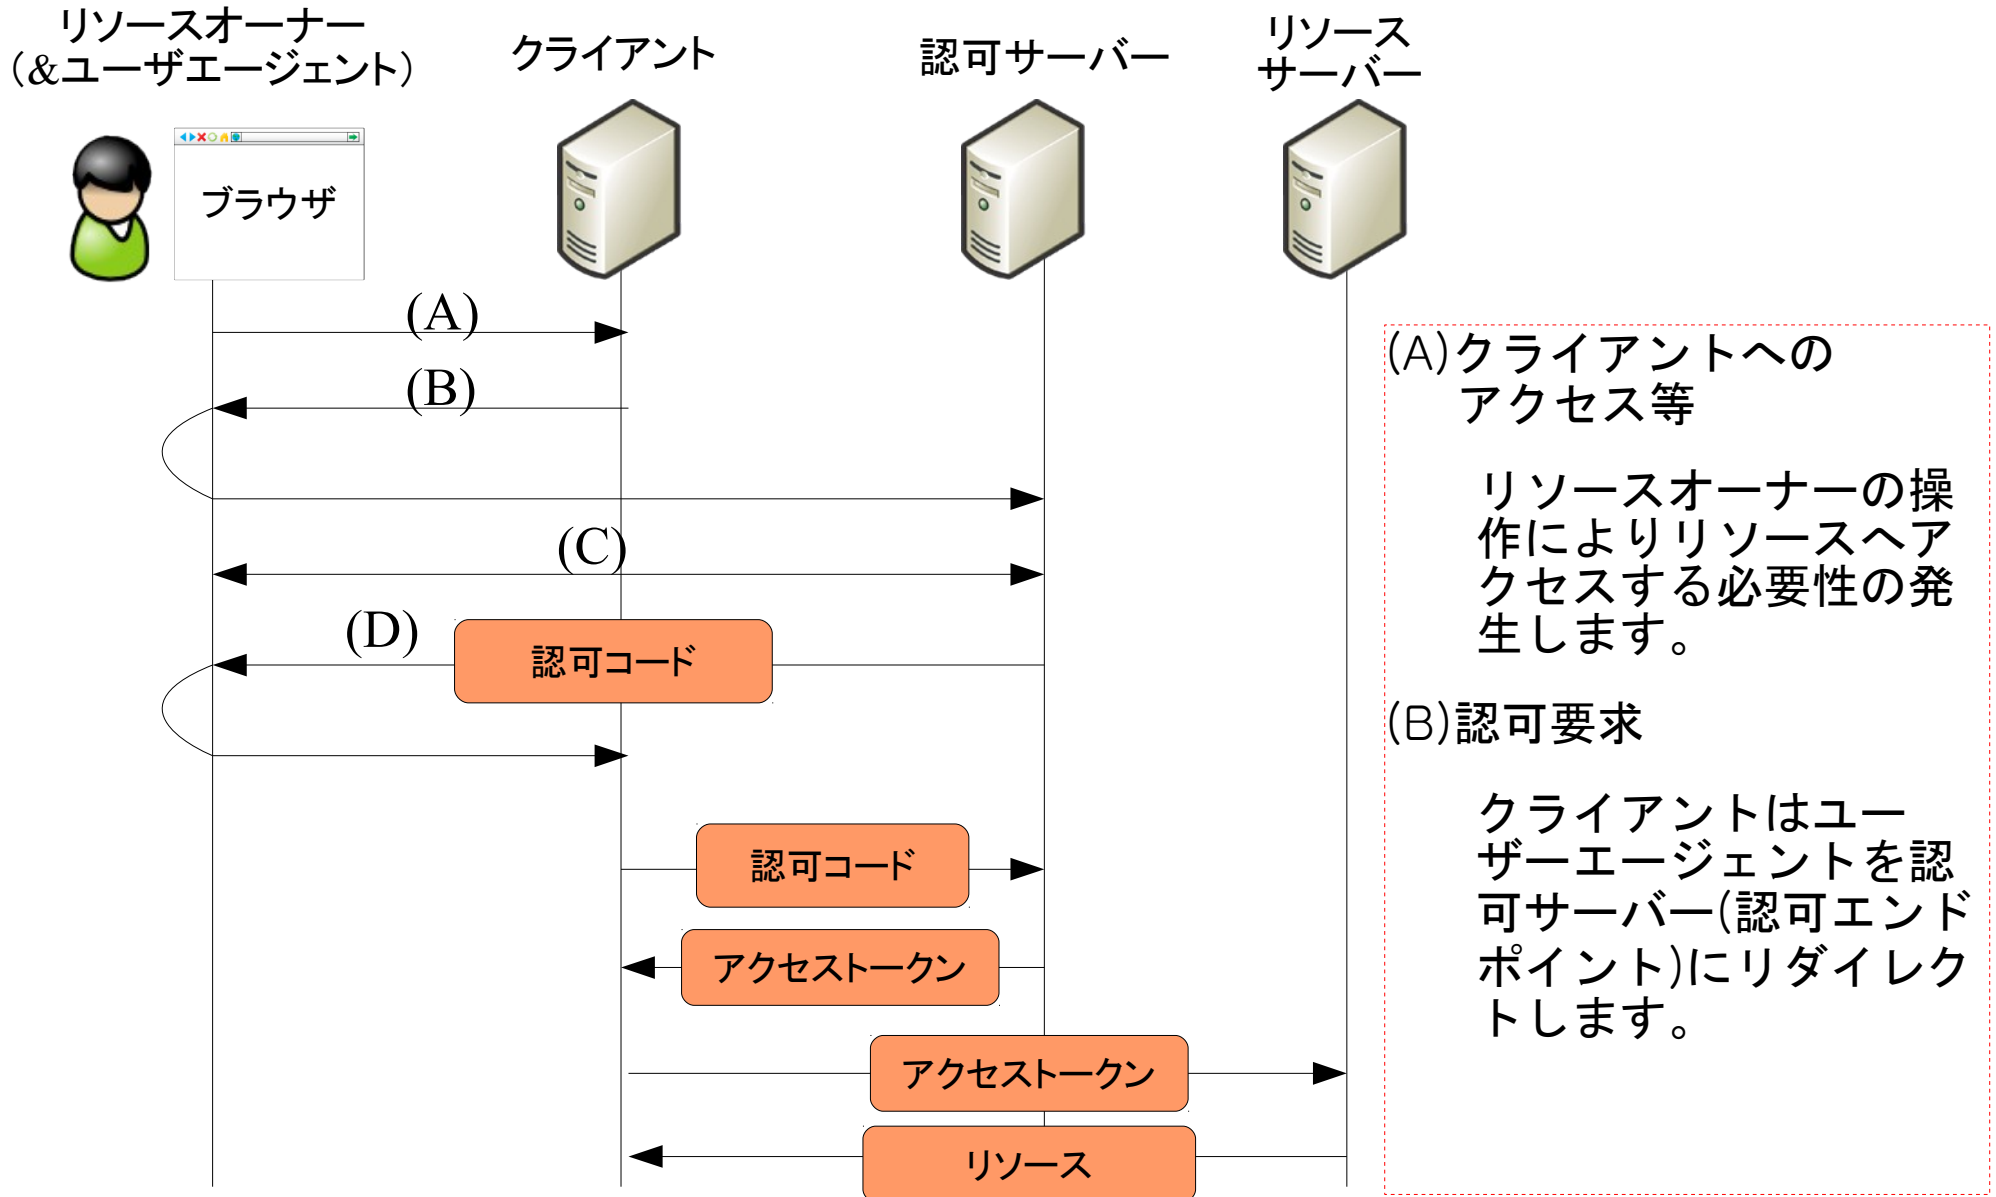 リソースオーナー
（&ユーザエージェント）
クライアント
認可サーバー
リソース
サーバー
ブラウザ
(A)
(B)
(C)
(D)
認可コード
認可コード
アクセストークン
アクセストークン
リソース
(A)クライアントへの
アクセス等
リソースオーナーの操
作によりリソースへア
クセスする必要性の発
生します。
(B)認可要求
クライアントはユー
ザーエージェントを認
可サーバー(認可エンド
ポイント)にリダイレク
トします。